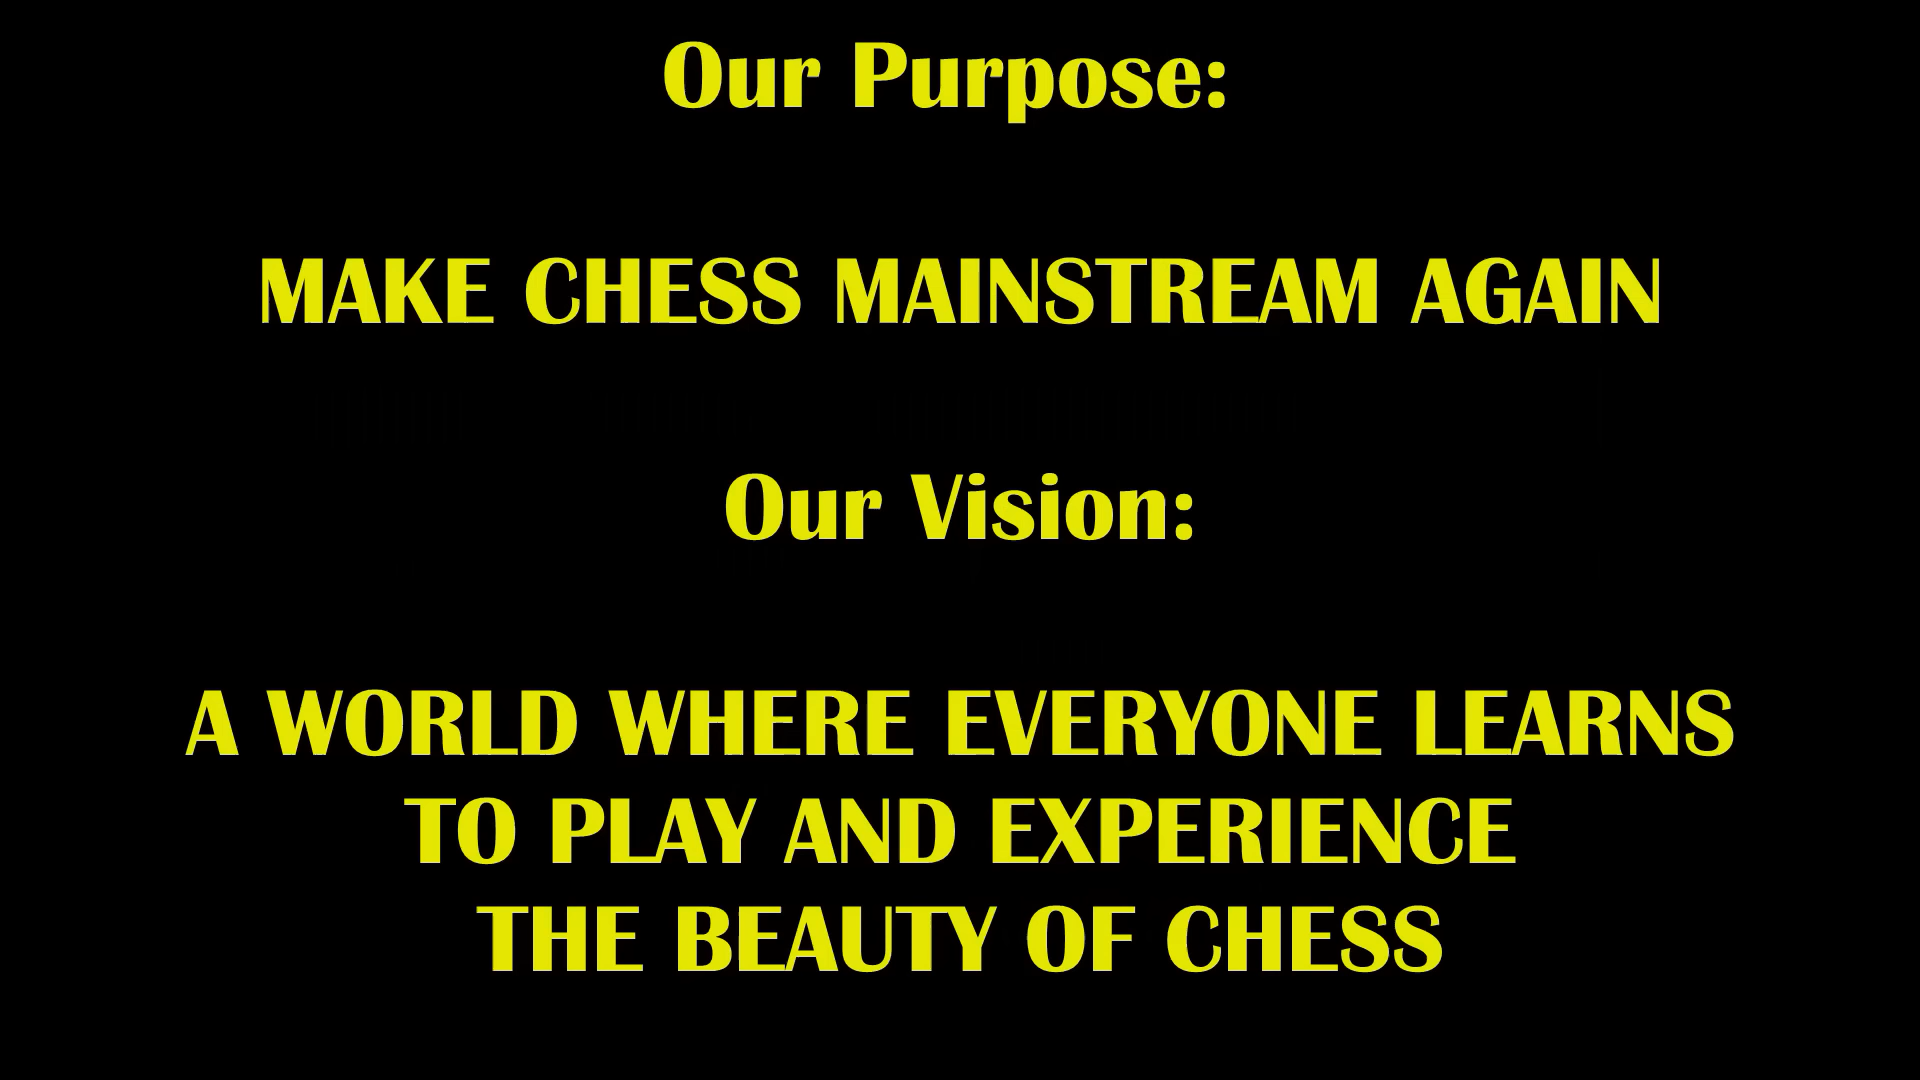 Our Purpose:
MAKE CHESS MAINSTREAM AGAIN
Our Vision:
A WORLD WHERE EVERYONE LEARNS
TO PLAY AND EXPERIENCE
THE BEAUTY OF CHESS